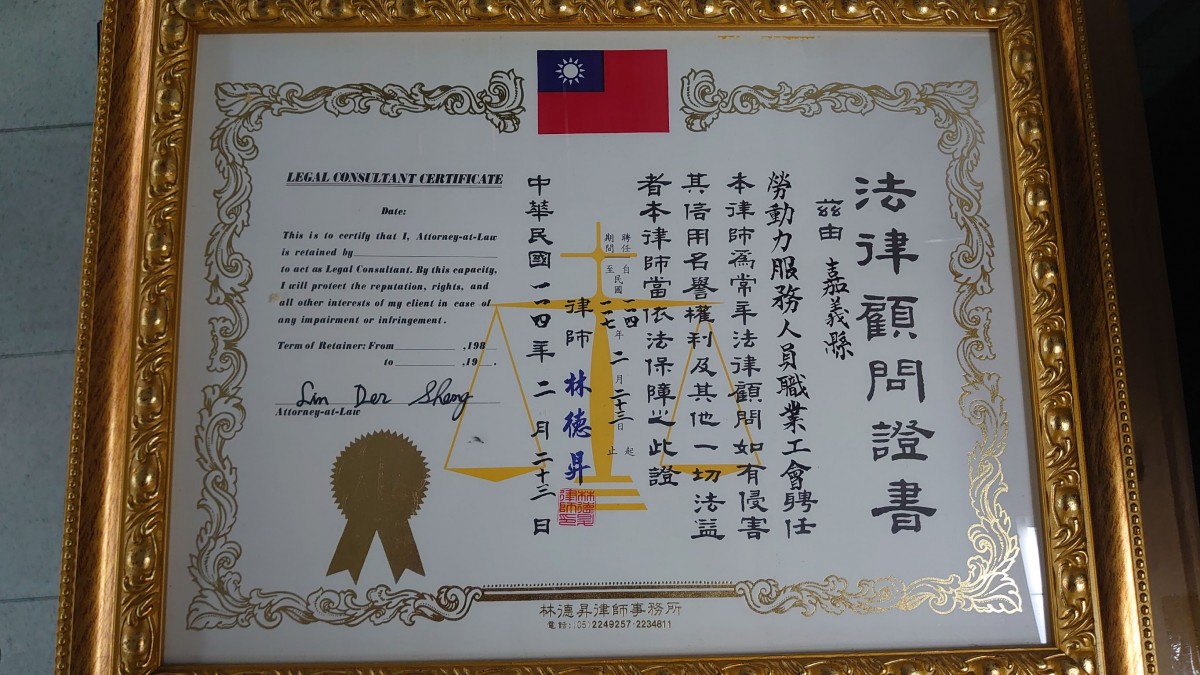 法律顧問證書
茲由 嘉義縣
勞動力服務人員職業工會聘任
本律師為常年法律顧問如有侵害
其信用名譽權利及其他一切法益
者本律師當依法保障之此證
聘任 自 民國 一一四 年 二 月 二十三日 起
期間 至 一一七 止
律師 林德昇
林德昇律師印
中華民國 一一四年 二 月 二十三 日
LEGAL CONSULTANT CERTIFICATE
Date:
This is to certify that I, Attorney-at-Law
is retained by
to act as Legal Consultant. By this capacity,
I will protect the reputation, rights, and
all other interests of my client in case of
any impairment or infringement.
Term of Retainer: From ,198
to ,19 .
Lin Der Sheng
Attorney-at-Law
林德昇律師事務所
電話:(05)2249257·2234811